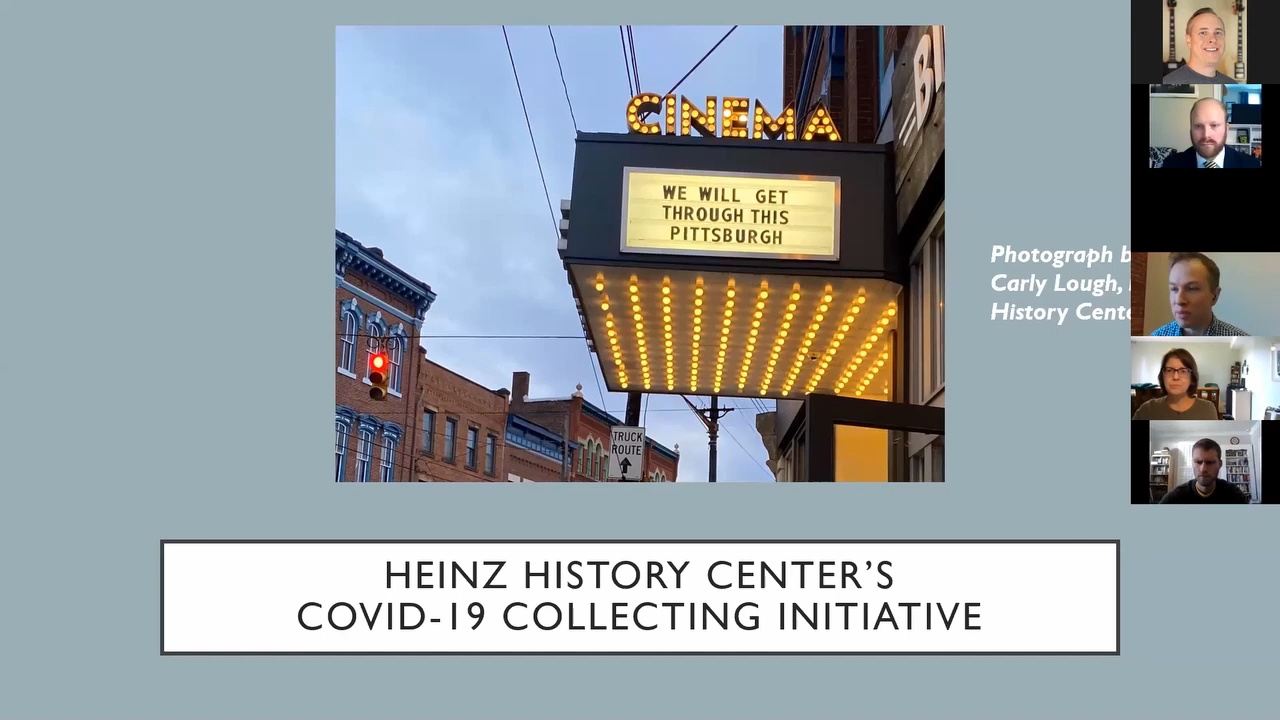 CINEMA
WE WILL GET
THROUGH THIS
PITTSBURGH
TRUCK
ROUTE
Photograph
Carly Lough,
History
HEINZ HISTORY CENTER’S
COVID-19 COLLECTING INITIATIVE